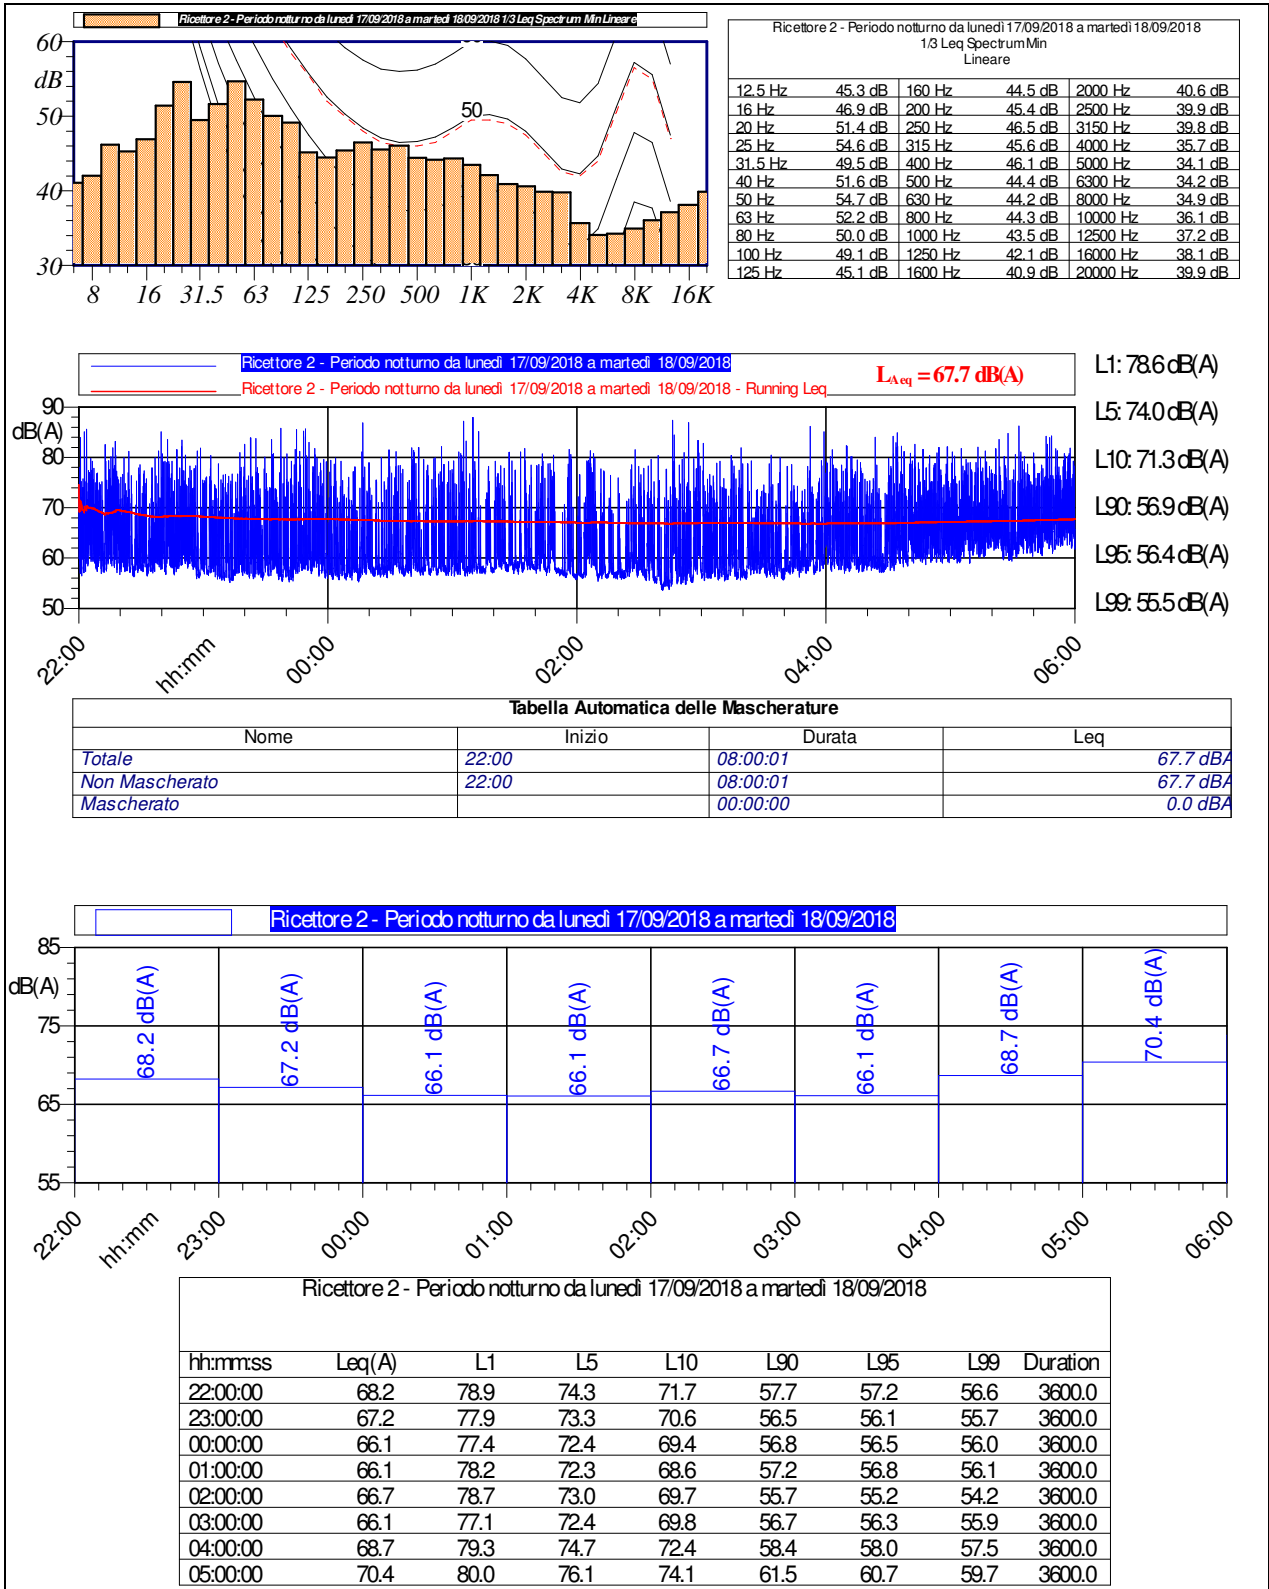 Ricettore 2 - Periodo notturno da lunedì 17/09/2018 a martedì 18/09/2018 1/3 Leq Spectrum Min Lineare
60
dB
50
40
30
50
8 16 31.5 63 125 250 500 1K 2K 4K 8K 16K
Ricettore 2 - Periodo notturno da lunedì 17/09/2018 a martedì 18/09/2018
1/3 Leq Spectrum Min
Lineare
12.5 Hz 45.3 dB 160 Hz 44.5 dB 2000 Hz 40.6 dB
16 Hz 46.9 dB 200 Hz 45.4 dB 2500 Hz 39.9 dB
20 Hz 51.4 dB 250 Hz 46.5 dB 3150 Hz 39.8 dB
25 Hz 54.6 dB 315 Hz 45.6 dB 4000 Hz 35.7 dB
31.5 Hz 49.5 dB 400 Hz 46.1 dB 5000 Hz 34.1 dB
40 Hz 51.6 dB 500 Hz 44.4 dB 6300 Hz 34.2 dB
50 Hz 54.7 dB 630 Hz 44.2 dB 8000 Hz 34.9 dB
63 Hz 52.2 dB 800 Hz 44.3 dB 10000 Hz 36.1 dB
80 Hz 50.0 dB 1000 Hz 43.5 dB 12500 Hz 37.2 dB
100 Hz 49.1 dB 1250 Hz 42.1 dB 16000 Hz 38.1 dB
125 Hz 45.1 dB 1600 Hz 40.9 dB 20000 Hz 39.9 dB
Ricettore 2 - Periodo notturno da lunedì 17/09/2018 a martedì 18/09/2018
Ricettore 2 - Periodo notturno da lunedì 17/09/2018 a martedì 18/09/2018 - Running Leq
LAeq = 67.7 dB(A)
90
dB(A)
80
70
60
50
22:00 hh:mm 00:00 02:00 04:00 06:00
L1: 78.6 dB(A)
L5: 74.0 dB(A)
L10: 71.3 dB(A)
L90: 56.9 dB(A)
L95: 56.4 dB(A)
L99: 55.5 dB(A)
Tabella Automatica delle Mascherature
Nome Inizio Durata Leq
Totale 22:00 08:00:01 67.7 dBA
Non Mascherato 22:00 08:00:01 67.7 dBA
Mascherato 00:00:00 0.0 dBA
Ricettore 2 - Periodo notturno da lunedì 17/09/2018 a martedì 18/09/2018
85
dB(A)
75
65
55
68.2 dB(A) 67.2 dB(A) 66.1 dB(A) 66.1 dB(A) 66.7 dB(A) 66.1 dB(A) 68.7 dB(A) 70.4 dB(A)
22:00 hh:mm 23:00 00:00 01:00 02:00 03:00 04:00 05:00 06:00
Ricettore 2 - Periodo notturno da lunedì 17/09/2018 a martedì 18/09/2018
hh:mm:ss Leq(A) L1 L5 L10 L90 L95 L99 Duration
22:00:00 68.2 78.9 74.3 71.7 57.7 57.2 56.6 3600.0
23:00:00 67.2 77.9 73.3 70.6 56.5 56.1 55.7 3600.0
00:00:00 66.1 77.4 72.4 69.4 56.8 56.5 56.0 3600.0
01:00:00 66.1 78.2 72.3 68.6 57.2 56.8 56.1 3600.0
02:00:00 66.7 78.7 73.0 69.7 55.7 55.2 54.2 3600.0
03:00:00 66.1 77.1 72.4 69.8 56.7 56.3 55.9 3600.0
04:00:00 68.7 79.3 74.7 72.4 58.4 58.0 57.5 3600.0
05:00:00 70.4 80.0 76.1 74.1 61.5 60.7 59.7 3600.0